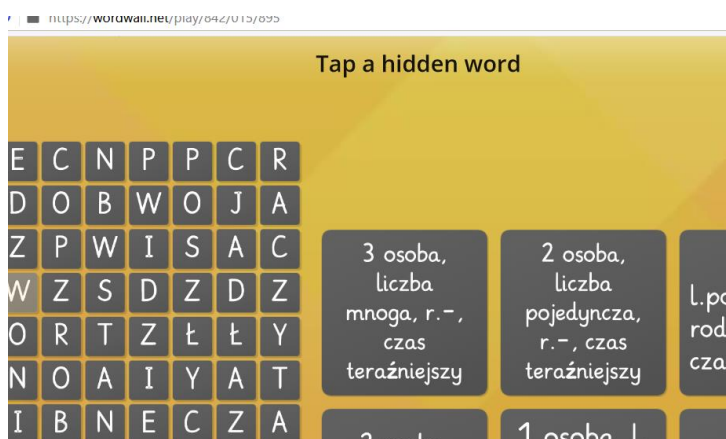 https://wordwall.net/play/842/015/895
Tap a hidden word
E C N P P C R
D O B W O J A
Z P W I S A C
W Z S D Z D Z
O R T Z Ł Ł Y
N O A I Y A T
I B N E C Z A
3 osoba,
liczba
mnoga, r.-,
czas
teraźniejszy
2 osoba,
liczba
pojedyncza,
r.-, czas
teraźniejszy
1 osoba, l.